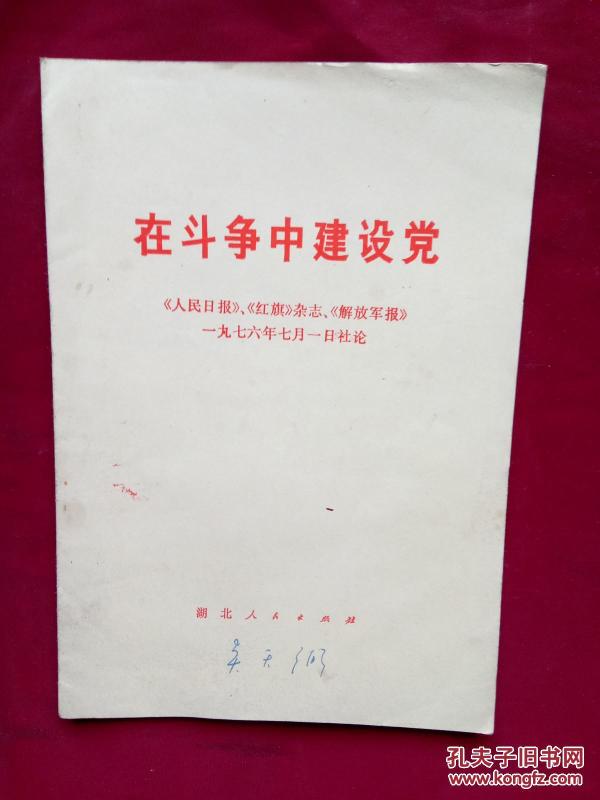 在斗争中建设党
《人民日报》、《红旗》杂志、《解放军报》
一九七六年七月一日社论
湖北人民出版社
孔夫子旧书网
www.kongfz.com